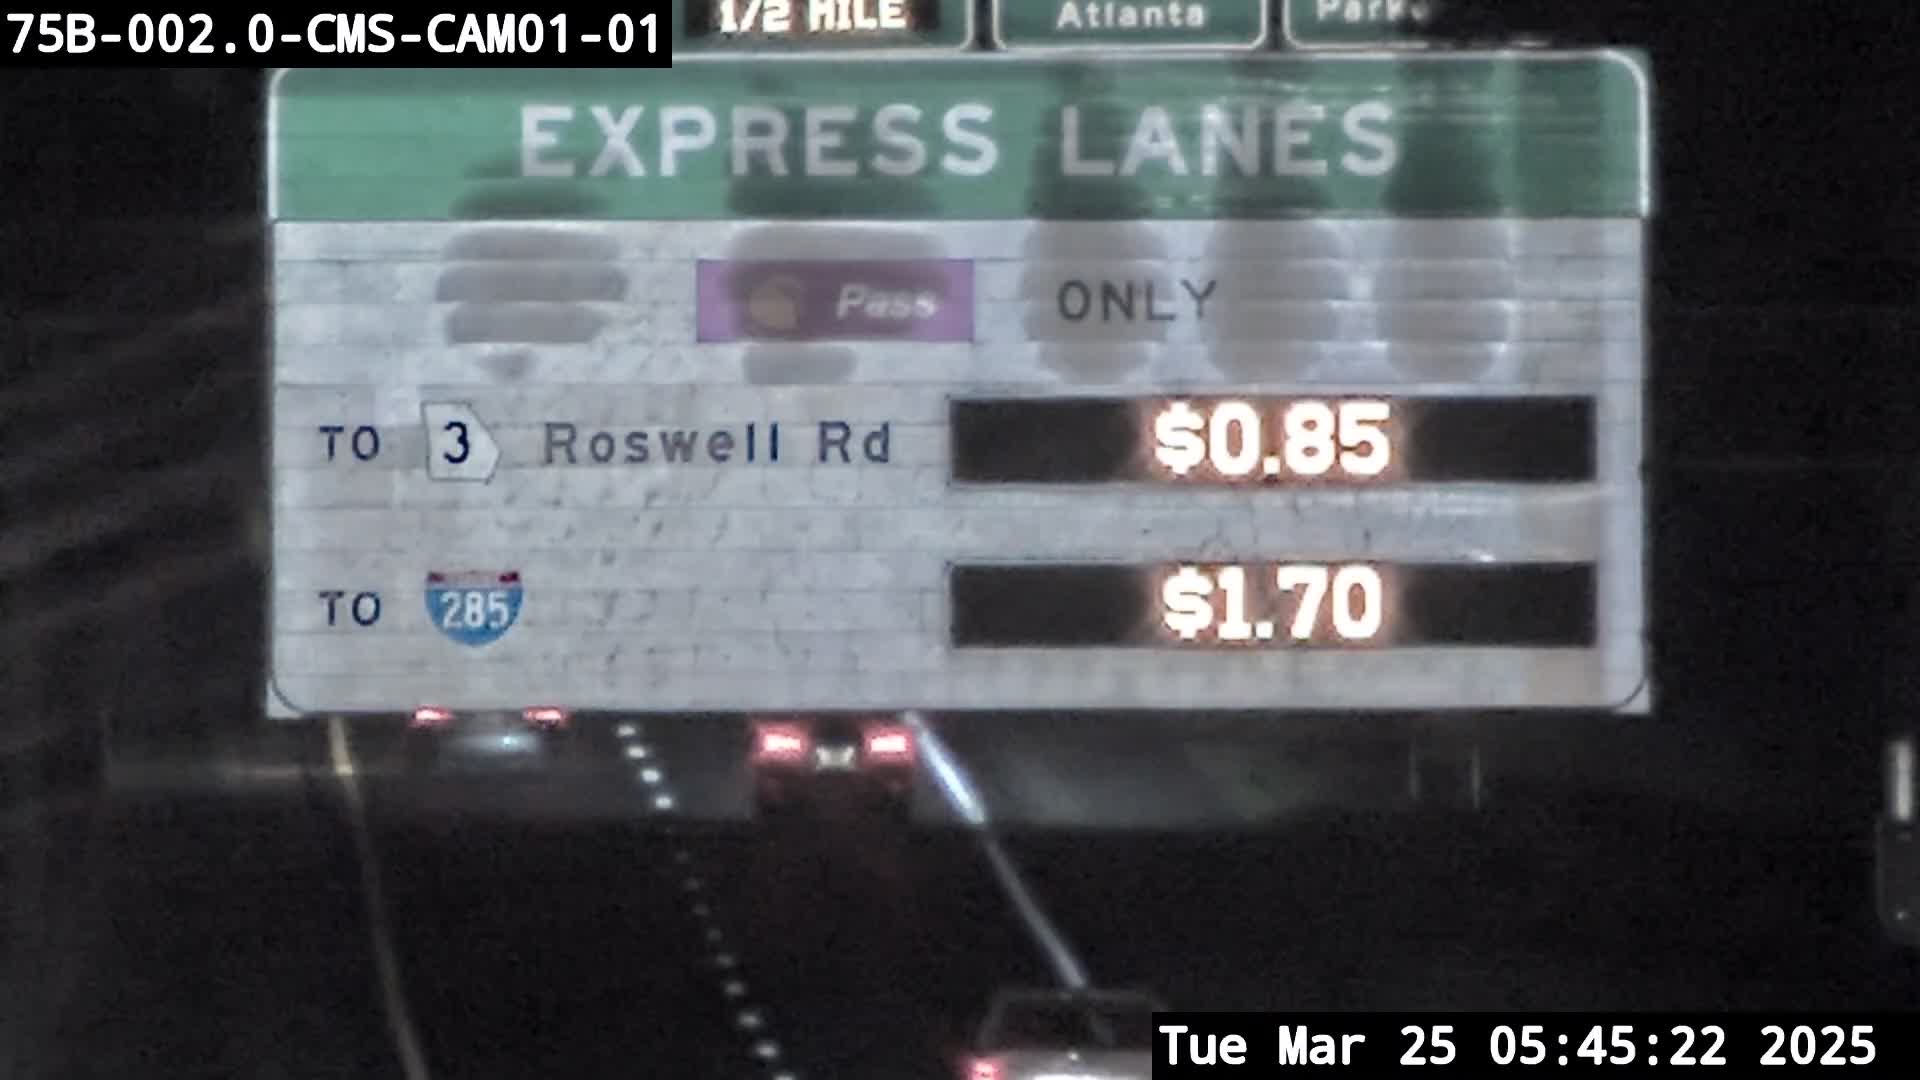 75B-002.0-CMS-CAM01-01
1/2 MILE
Atlanta
EXPRESS LANES
Pass ONLY
TO 3 Roswell Rd $0.85
TO 285 $1.70
Tue Mar 25 05:45:22 2025